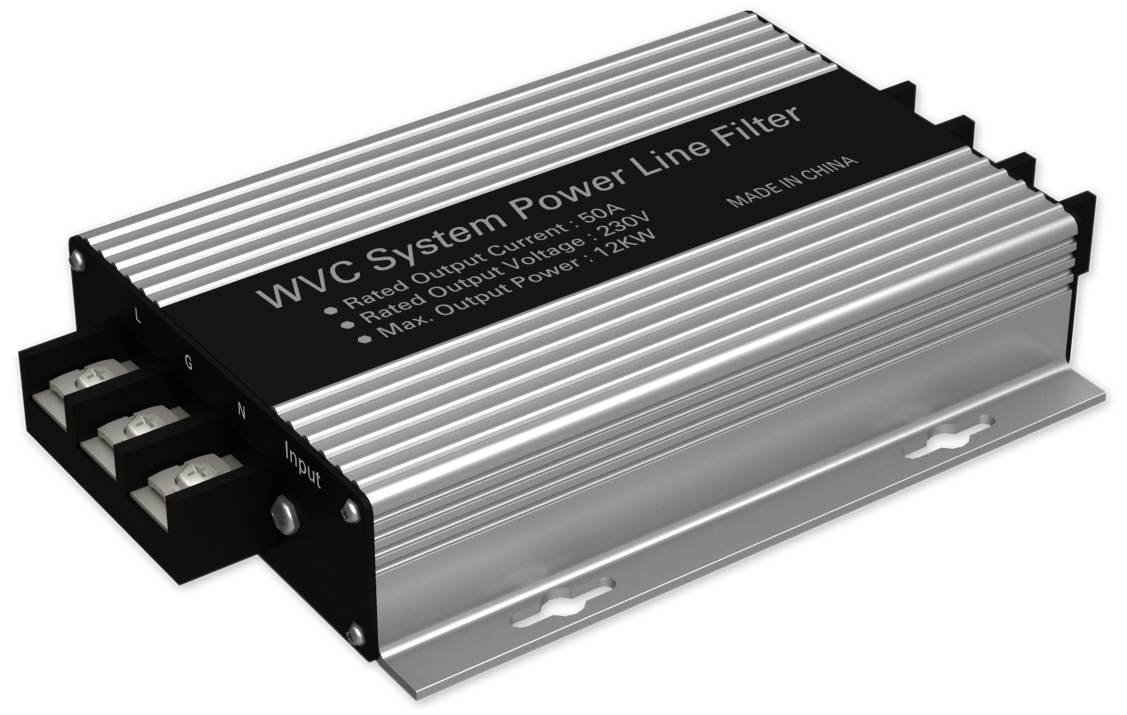 WVC System Power Line Filter
● Rated Output Current : 50A
● Rated Output Voltage : 230V
● Max. Output Power : 12KW
MADE IN CHINA
L
G
N
Input